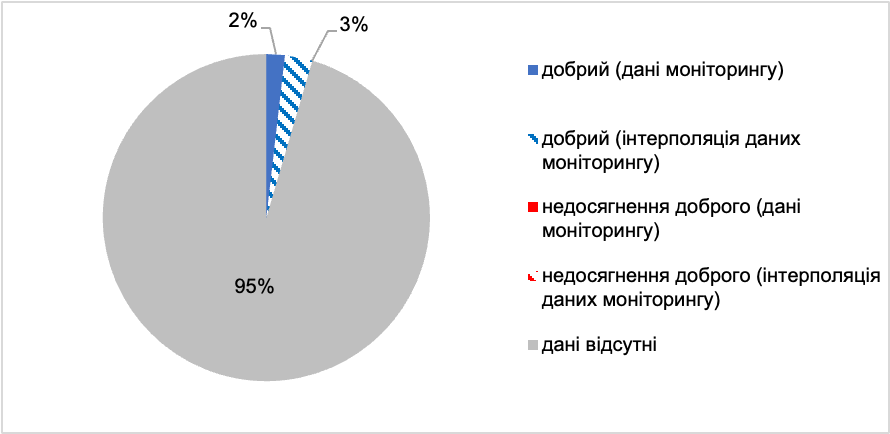 2%
3%
95%
добрий (дані моніторингу)
добрий (інтерполяція даних
моніторингу)
недосягнення доброго (дані
моніторингу)
недосягнення доброго (інтерполяція
даних моніторингу)
дані відсутні